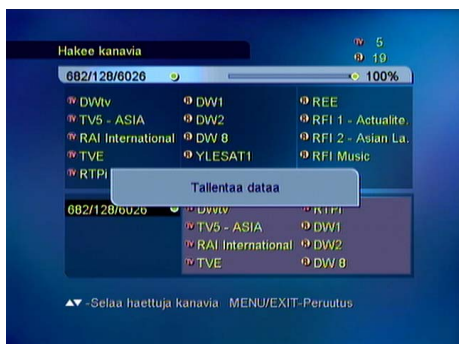 TV 5
Hakee kanavia
R 19
682/128/6026 100%
TV DWtv R DW1 R REE
TV TV5 - ASIA R DW2 R RFI 1 - Actualite.
TV RAI International R DW 8 R RFI 2 - Asian La.
TV TVE R YLESAT1 R RFI Music
TV RTPi
Tallentaa dataa
682/128/6026 TV DWtv TV RTPi
TV TV5 - ASIA R DW1
TV RAI International R DW2
TV TVE R DW 8
-Selaa haettuja kanavia MENU/EXIT-Peruutus